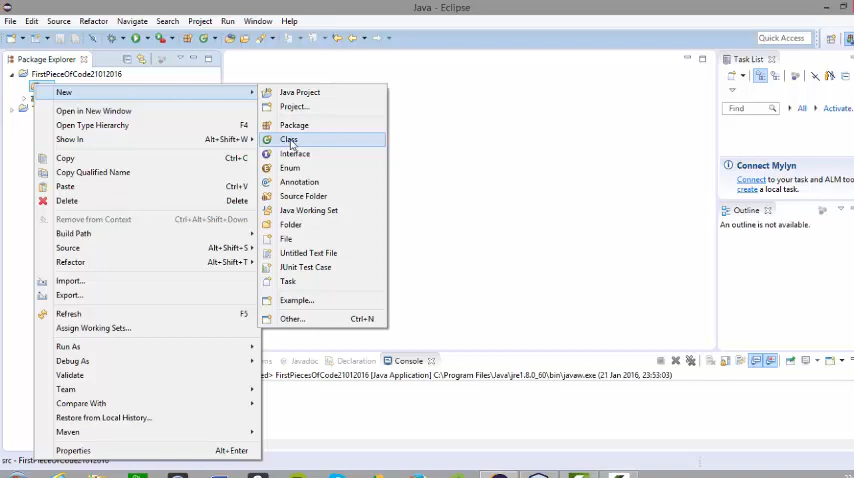 Java - Eclipse
File Edit Source Refactor Navigate Search Project Run Window Help
Quick Access
Package Explorer
FirstPieceOfCode21012016
New
Open in New Window
Open Type Hierarchy F4
Show In Alt+Shift+W
Copy Ctrl+C
Copy Qualified Name
Paste Ctrl+V
Delete Delete
Remove from Context Ctrl+Alt+Shift+Down
Build Path
Source Alt+Shift+S
Refactor Alt+Shift+T
Import...
Export...
Refresh F5
Assign Working Sets...
Run As
Debug As
Validate
Team
Compare With
Restore from Local History...
Maven
Properties Alt+Enter
Java Project
Project...
Package
Class
Interface
Enum
Annotation
Source Folder
Java Working Set
Folder
File
Untitled Text File
JUnit Test Case
Task
Example...
Other... Ctrl+N
Task List
Find All Activate.
Connect Mylyn
Connect to your task and ALM too
create a local task.
Outline
An outline is not available.
Javadoc Declaration Console
FirstPiecesOfCode21012016 [Java Application] C:\Program Files\Java\jre1.8.0_60\bin\javaw.exe (21 Jan 2016, 23:53:03)
src - FirstPieceOfCode21012016